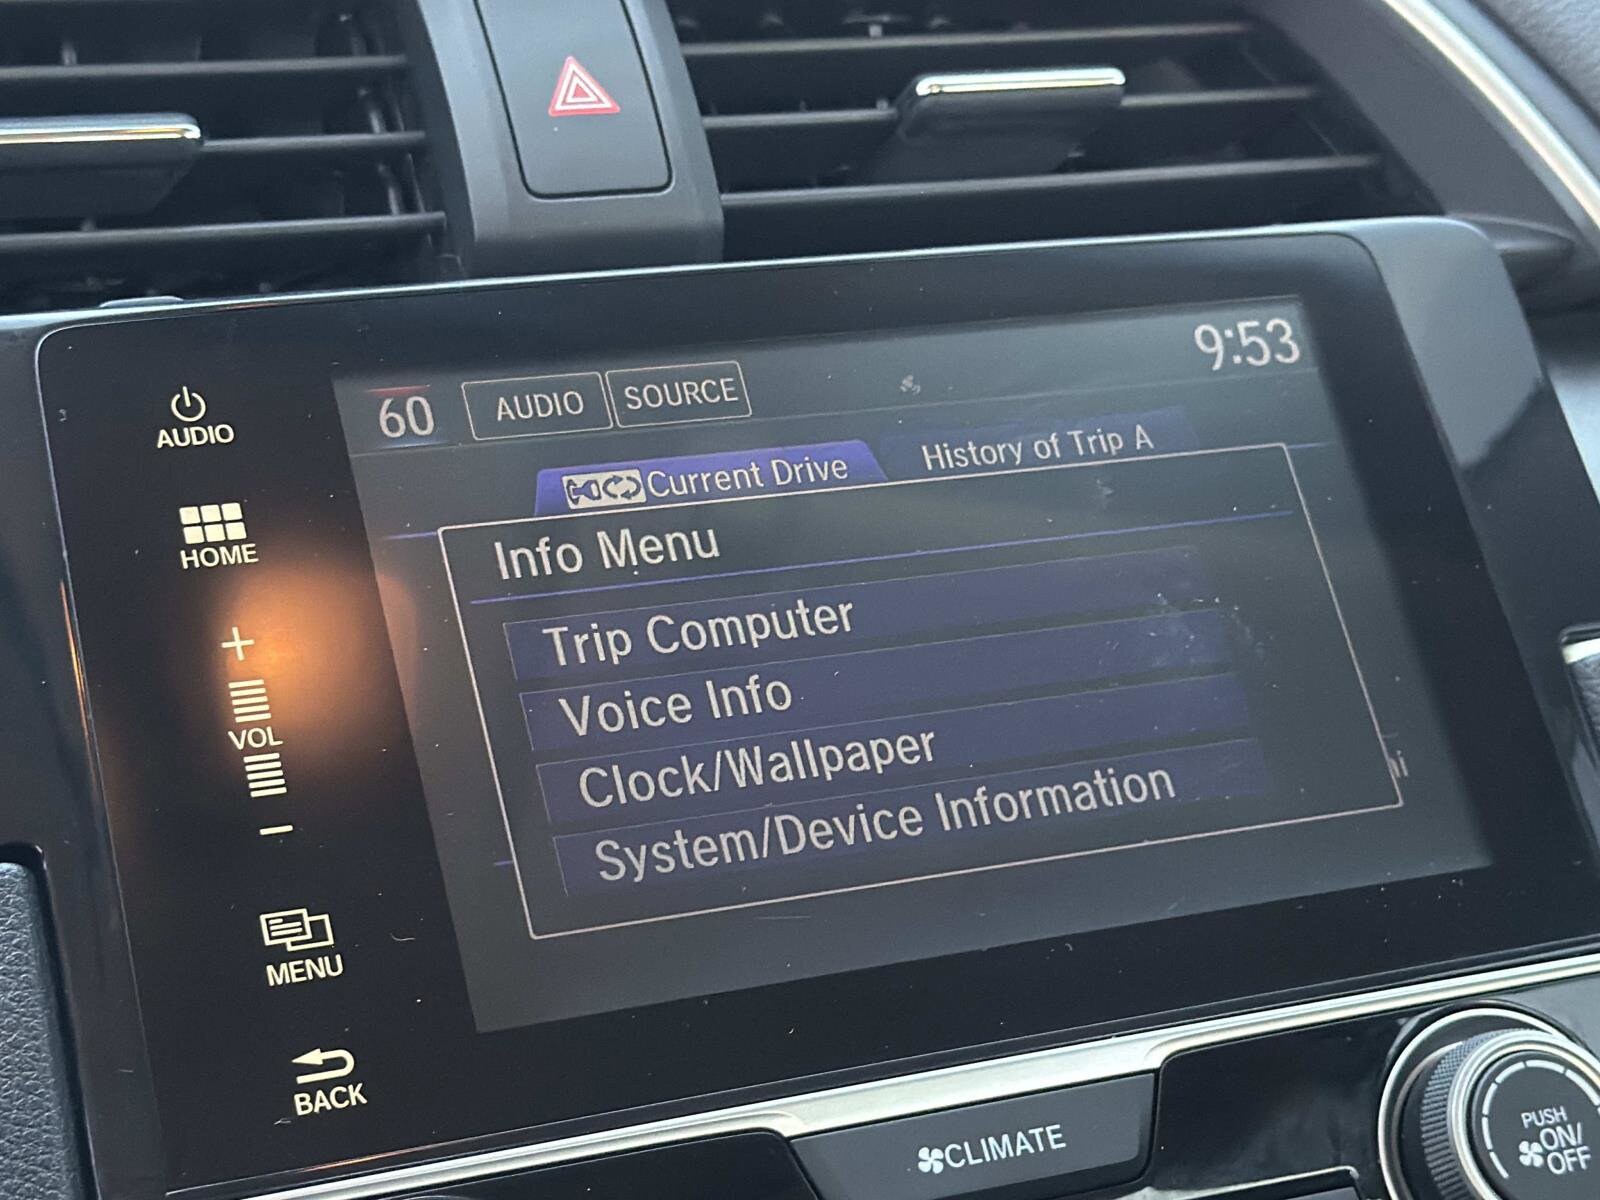 9:53
60 AUDIO SOURCE
AUDIO
Current Drive History of Trip A
HOME
Info Menu
Trip Computer
+
Voice Info
VOL
Clock/Wallpaper
System/Device Information
−
MENU
BACK
CLIMATE
PUSH
ON/
OFF